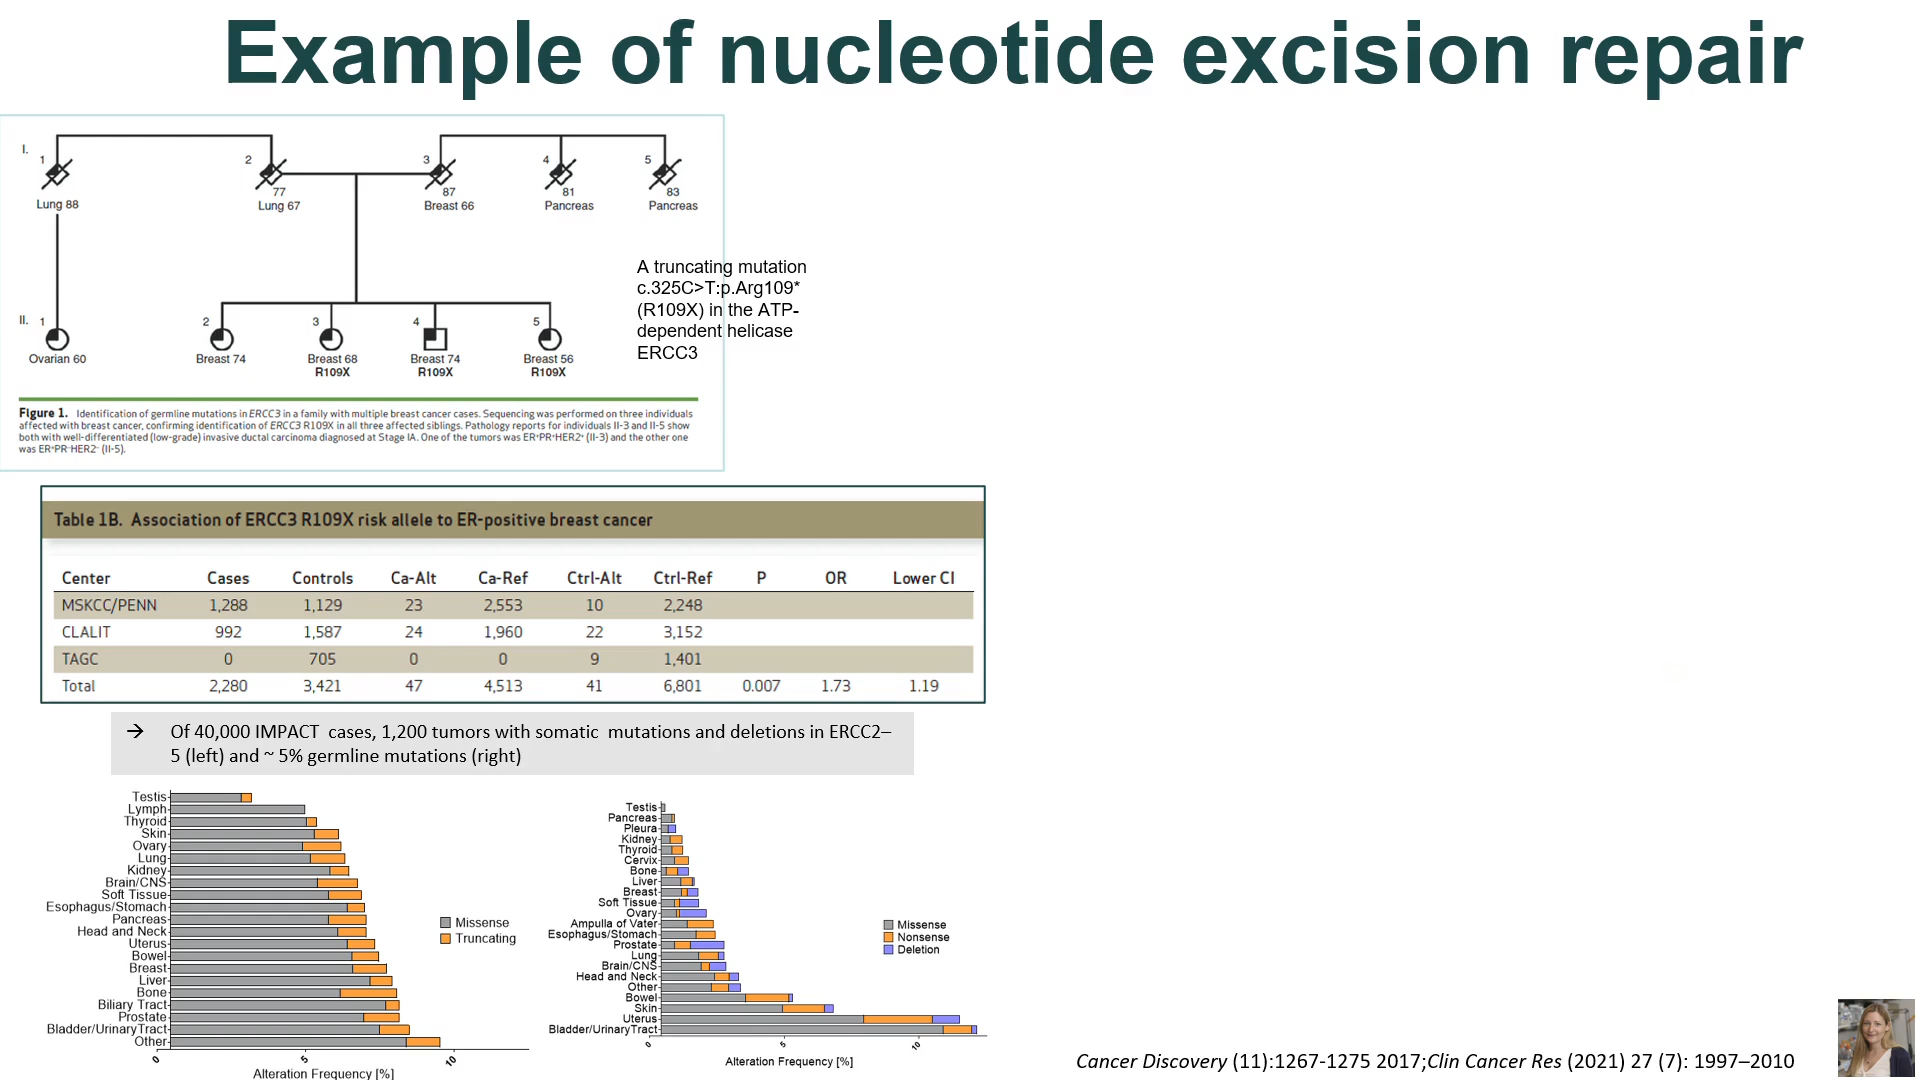 Example of nucleotide excision repair
I.
1
2
3
4
5
77
87
81
83
Lung 88
Lung 67
Breast 66
Pancreas
Pancreas
A truncating mutation
c.325C>T:p.Arg109*
(R109X) in the ATP-
dependent helicase
ERCC3
II.
1
2
3
4
5
Ovarian 60
Breast 74
Breast 68
Breast 74
Breast 56
R109X
R109X
R109X
Figure 1. Identification of germline mutations in ERCC3 in a family with multiple breast cancer cases. Sequencing was performed on three individuals
affected with breast cancer, confirming identification of ERCC3 R109X in all three affected siblings. Pathology reports for individuals II-3 and II-5 show
both with well-differentiated (low-grade) invasive ductal carcinoma diagnosed at Stage IA. One of the tumors was ER⁺PR⁺HER2⁺ (II-3) and the other one
was ER⁺PR⁻HER2⁻ (II-5).
Table 1B. Association of ERCC3 R109X risk allele to ER-positive breast cancer
Center Cases Controls Ca-Alt Ca-Ref Ctrl-Alt Ctrl-Ref P OR Lower CI
MSKCC/PENN 1,288 1,129 23 2,553 10 2,248
CLALIT 992 1,587 24 1,960 22 3,152
TAGC 0 705 0 0 9 1,401
Total 2,280 3,421 47 4,513 41 6,801 0.007 1.73 1.19
→ Of 40,000 IMPACT cases, 1,200 tumors with somatic mutations and deletions in ERCC2–
5 (left) and ~ 5% germline mutations (right)
Testis
Lymph
Thyroid
Skin
Ovary
Lung
Kidney
Brain/CNS
Soft Tissue
Esophagus/Stomach
Pancreas
Head and Neck
Uterus
Bowel
Breast
Liver
Bone
Biliary Tract
Prostate
Bladder/UrinaryTract
Other
0
5
10
Alteration Frequency [%]
Missense
Truncating
Testis
Pancreas
Pleura
Kidney
Thyroid
Cervix
Bone
Liver
Breast
Soft Tissue
Ovary
Ampulla of Vater
Esophagus/Stomach
Prostate
Lung
Brain/CNS
Head and Neck
Other
Bowel
Skin
Uterus
Bladder/UrinaryTract
0
5
10
Alteration Frequency [%]
Missense
Nonsense
Deletion
Cancer Discovery (11):1267-1275 2017;Clin Cancer Res (2021) 27 (7): 1997–2010